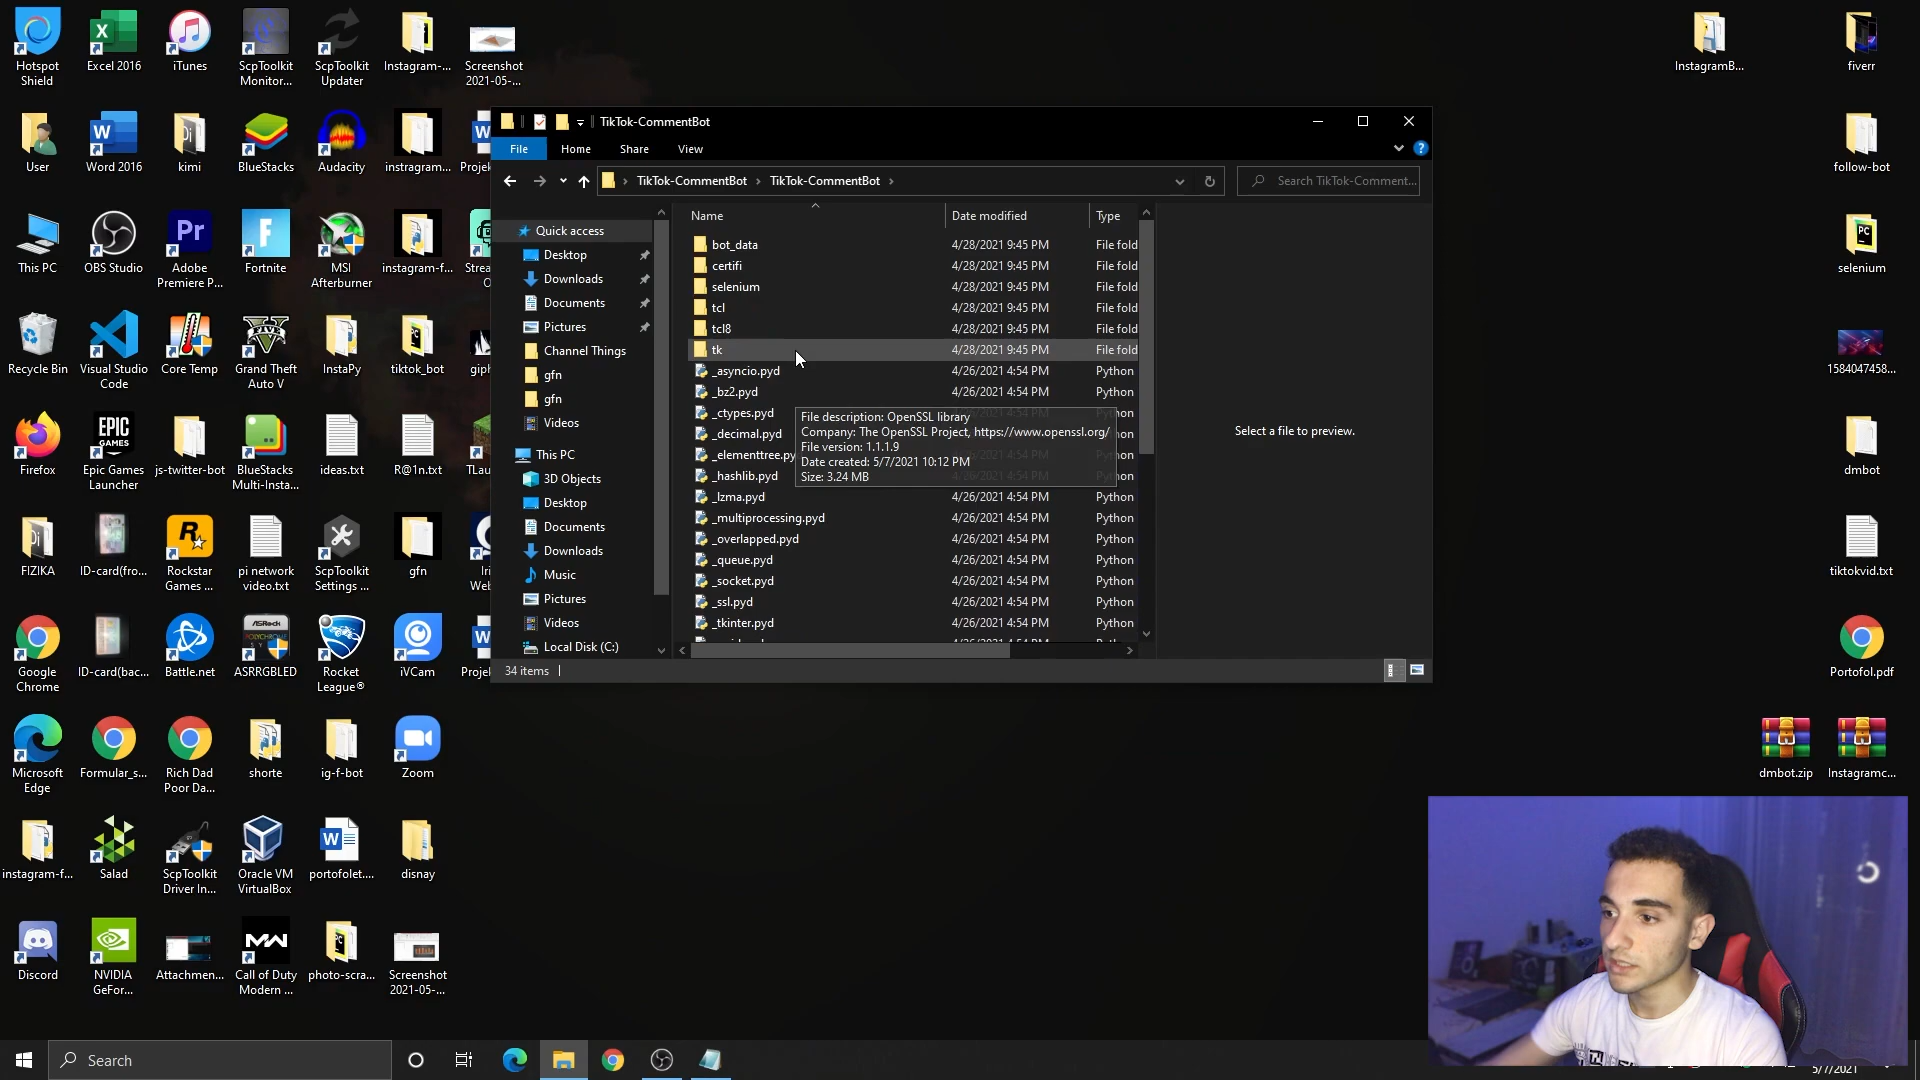 Hotspot
Shield
Excel 2016
iTunes
ScpToolkit
Monitor...
ScpToolkit
Updater
Instagram-...
Screenshot
2021-05-...
InstagramB...
fiverr
User
Word 2016
kimi
BlueStacks
Audacity
instragram...
Projek
follow-bot
This PC
OBS Studio
Adobe
Premiere P...
Fortnite
MSI
Afterburner
instagram-f...
Strea
selenium
Recycle Bin
Visual Studio
Code
Core Temp
Grand Theft
Auto V
InstaPy
tiktok_bot
giph
1584047458...
Firefox
Epic Games
Launcher
js-twitter-bot
BlueStacks
Multi-Insta...
ideas.txt
R@1n.txt
TLau
dmbot
FIZIKA
ID-card(fro...
Rockstar
Games ...
pi network
video.txt
ScpToolkit
Settings ...
gfn
Iri
Web
tiktokvid.txt
Google
Chrome
ID-card(bac...
Battle.net
ASRRGBLED
Rocket
League®
iVCam
Projek
Portofol.pdf
Microsoft
Edge
Formular_s...
Rich Dad
Poor Da...
shorte
ig-f-bot
Zoom
dmbot.zip
Instagramc...
instagram-f...
Salad
ScpToolkit
Driver In...
Oracle VM
VirtualBox
portofolet....
disnay
Discord
NVIDIA
GeFor...
Attachmen...
Call of Duty
Modern ...
photo-scra...
Screenshot
2021-05-...
TikTok-CommentBot
File Home Share View
TikTok-CommentBot › TikTok-CommentBot ›
Search TikTok-Comment...
Quick access
Desktop
Downloads
Documents
Pictures
Channel Things
gfn
gfn
Videos
This PC
3D Objects
Desktop
Documents
Downloads
Music
Pictures
Videos
Local Disk (C:)
Name Date modified Type
bot_data 4/28/2021 9:45 PM File fold
certifi 4/28/2021 9:45 PM File fold
selenium 4/28/2021 9:45 PM File fold
tcl 4/28/2021 9:45 PM File fold
tcl8 4/28/2021 9:45 PM File fold
tk 4/28/2021 9:45 PM File fold
_asyncio.pyd 4/26/2021 4:54 PM Python
_bz2.pyd 4/26/2021 4:54 PM Python
_ctypes.pyd
_decimal.pyd
_elementtree.py
_hashlib.pyd
_lzma.pyd 4/26/2021 4:54 PM Python
_multiprocessing.pyd 4/26/2021 4:54 PM Python
_overlapped.pyd 4/26/2021 4:54 PM Python
_queue.pyd 4/26/2021 4:54 PM Python
_socket.pyd 4/26/2021 4:54 PM Python
_ssl.pyd 4/26/2021 4:54 PM Python
_tkinter.pyd 4/26/2021 4:54 PM Python
File description: OpenSSL library
Company: The OpenSSL Project, https://www.openssl.org/
File version: 1.1.1.9
Date created: 5/7/2021 10:12 PM
Size: 3.24 MB
Select a file to preview.
34 items
Search
5/7/2021